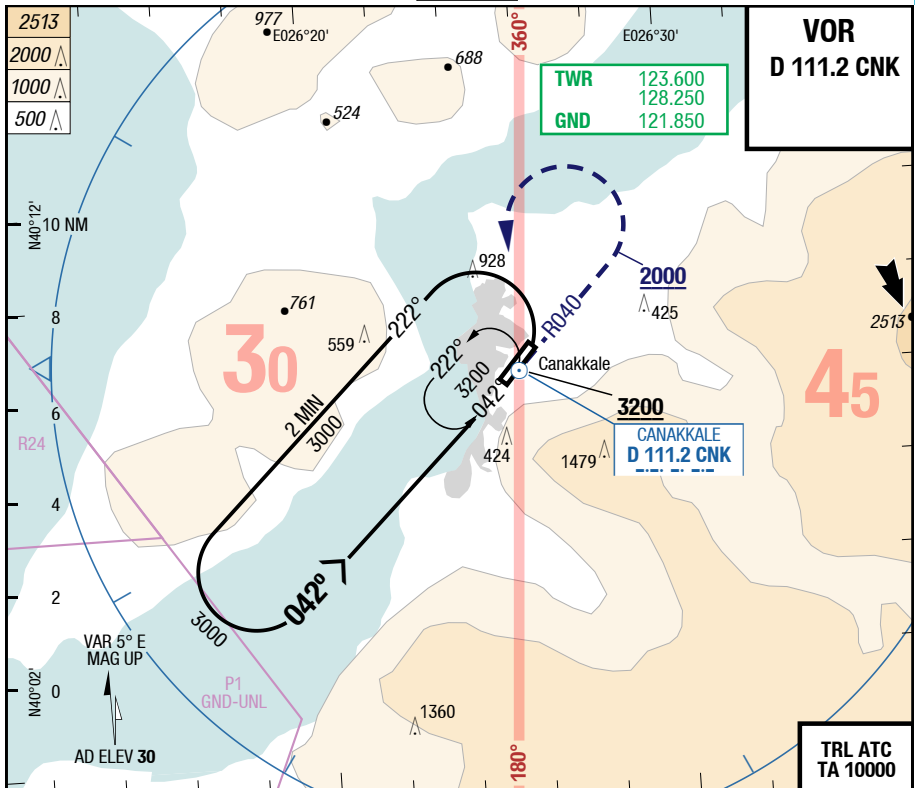 2513
2000
1000
500
977
E026°20'
360°
E026°30'
VOR
D 111.2 CNK
688
524
TWR 123.600
128.250
GND 121.850
N40°12'
10 NM
928
2000
425
2513
8
761
559
222°
R040
30
222°
3200
042°
Canakkale
45
2 MIN
3000
3200
6
CANAKKALE
D 111.2 CNK
R24
424
1479
4
042°
2
3000
VAR 5° E
MAG UP
P1
GND-UNL
N40°02'
0
1360
AD ELEV 30
180°
TRL ATC
TA 10000